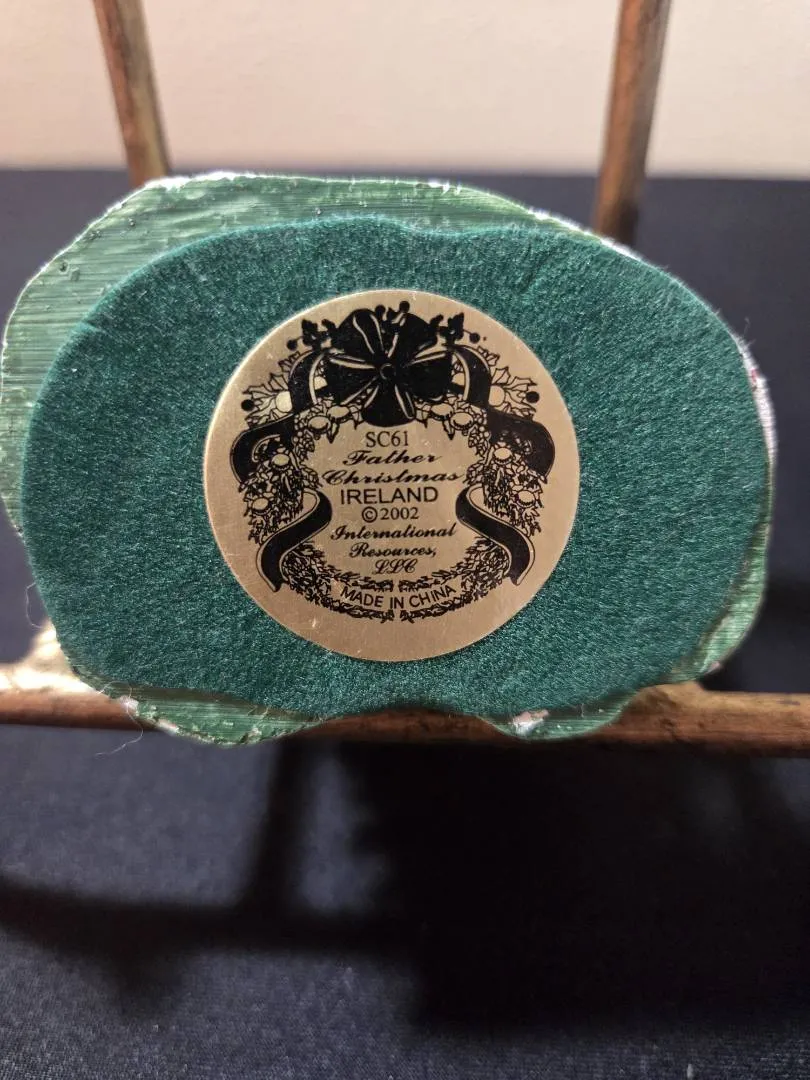 SC61
Father
Christmas
IRELAND
©2002
International
Resources,
LLC
MADE IN CHINA